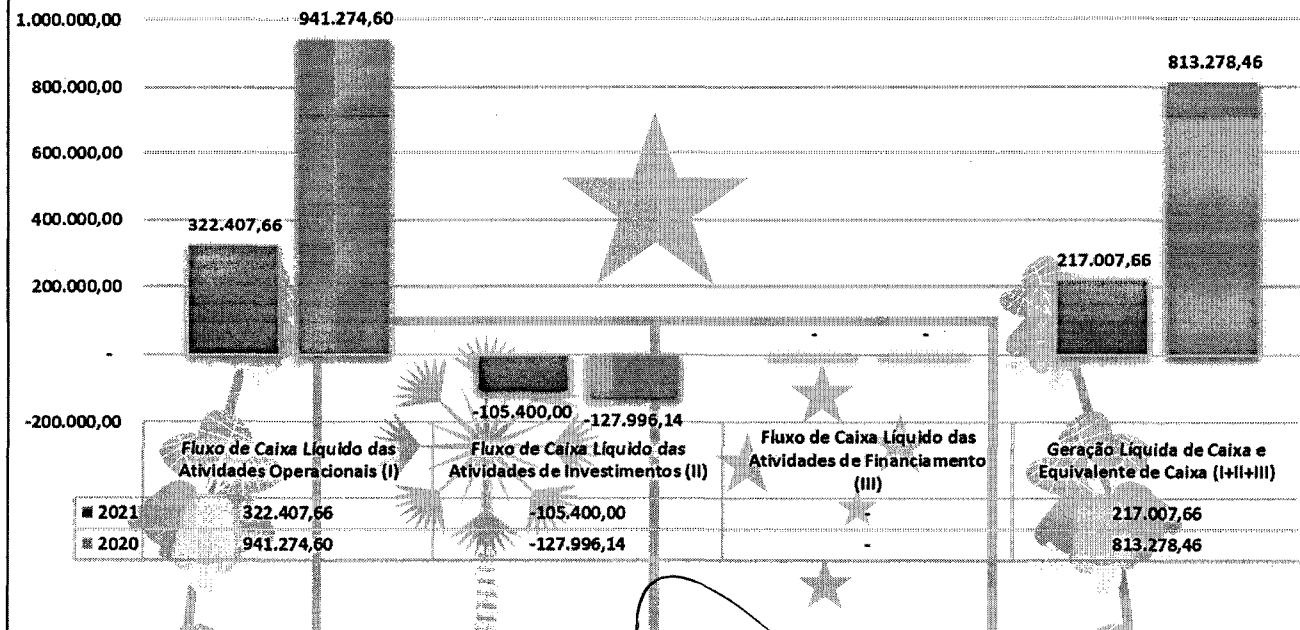 1.000.000,00
800.000,00
600.000,00
400.000,00
200.000,00
-
-200.000,00
322.407,66
941.274,60
-105.400,00
-127.996,14
-
-
217.007,66
813.278,46
Fluxo de Caixa Líquido das
Atividades Operacionais (I)
Fluxo de Caixa Líquido das
Atividades de Investimentos (II)
Fluxo de Caixa Líquido das
Atividades de Financiamento
(III)
Geração Líquida de Caixa e
Equivalente de Caixa (I+II+III)
2021 322.407,66 -105.400,00 - 217.007,66
2020 941.274,60 -127.996,14 - 813.278,46